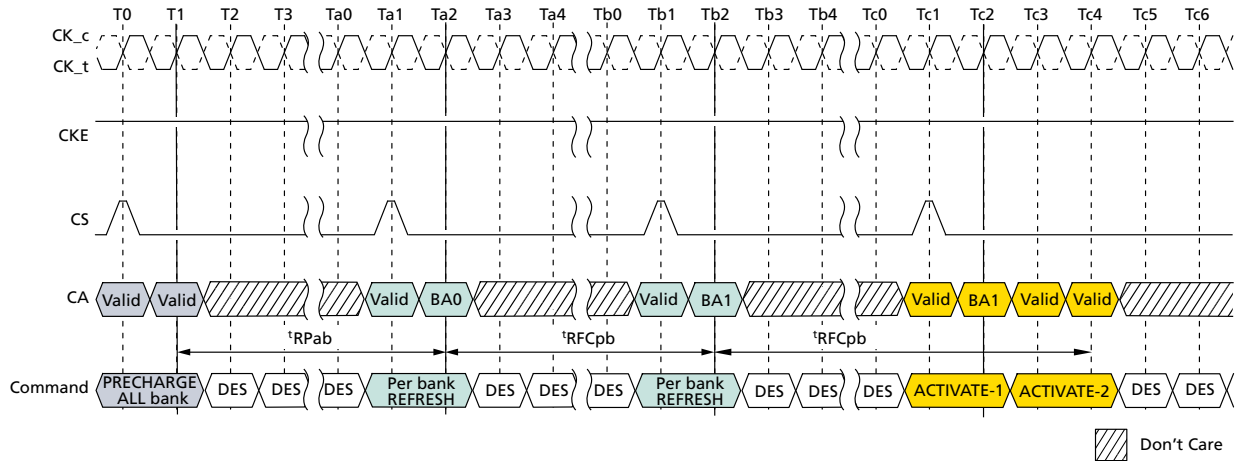 T0 T1 T2 T3 Ta0 Ta1 Ta2 Ta3 Ta4 Tb0 Tb1 Tb2 Tb3 Tb4 Tc0 Tc1 Tc2 Tc3 Tc4 Tc5 Tc6
CK_c
CK_t
CKE
CS
CA Valid Valid Valid BA0 Valid BA1 Valid BA1 Valid Valid
tRPab tRFCpb tRFCpb
Command PRECHARGE ALL bank DES DES DES Per bank REFRESH DES DES DES Per bank REFRESH DES DES DES ACTIVATE-1 ACTIVATE-2 DES DES
Don't Care